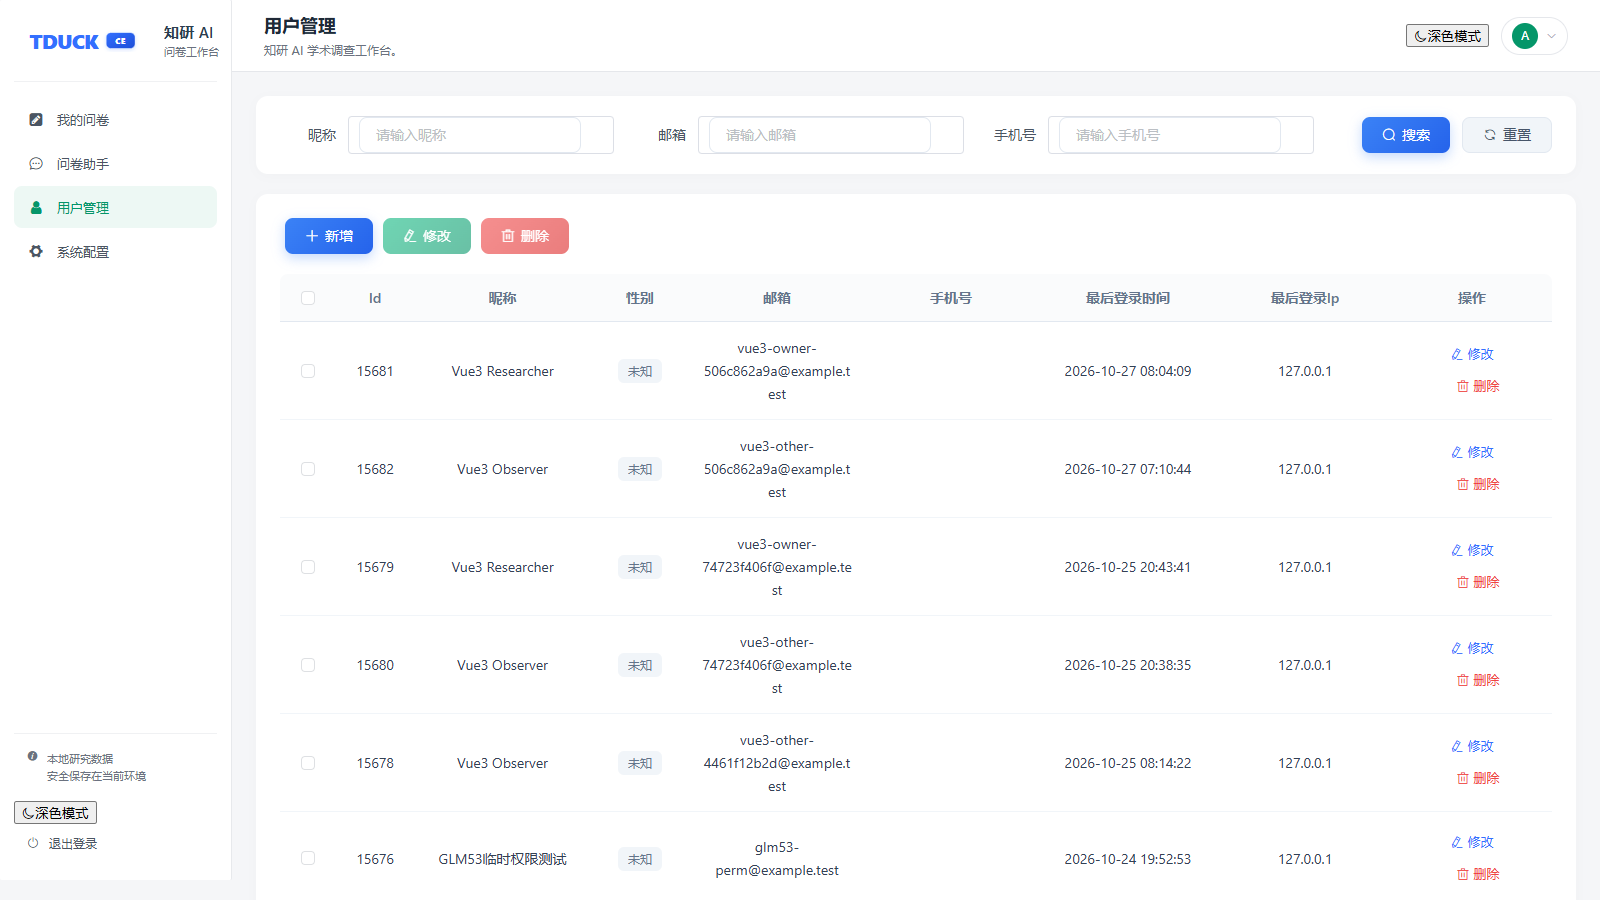 TDUCK CE
知研 AI
问卷工作台
我的问卷
问卷助手
用户管理
系统配置
本地研究数据
安全保存在当前环境
深色模式
退出登录
用户管理
知研 AI 学术调查工作台。
深色模式
A
昵称 请输入昵称 邮箱 请输入邮箱 手机号 请输入手机号 搜索 重置
新增 修改 删除
Id 昵称 性别 邮箱 手机号 最后登录时间 最后登录Ip 操作
15681 Vue3 Researcher 未知 vue3-owner-
506c862a9a@example.t
est 2026-10-27 08:04:09 127.0.0.1 修改
删除
15682 Vue3 Observer 未知 vue3-other-
506c862a9a@example.t
est 2026-10-27 07:10:44 127.0.0.1 修改
删除
15679 Vue3 Researcher 未知 vue3-owner-
74723f406f@example.te
st 2026-10-25 20:43:41 127.0.0.1 修改
删除
15680 Vue3 Observer 未知 vue3-other-
74723f406f@example.te
st 2026-10-25 20:38:35 127.0.0.1 修改
删除
15678 Vue3 Observer 未知 vue3-other-
4461f12b2d@example.t
est 2026-10-25 08:14:22 127.0.0.1 修改
删除
15676 GLM53临时权限测试 未知 glm53-
perm@example.test 2026-10-24 19:52:53 127.0.0.1 修改
删除